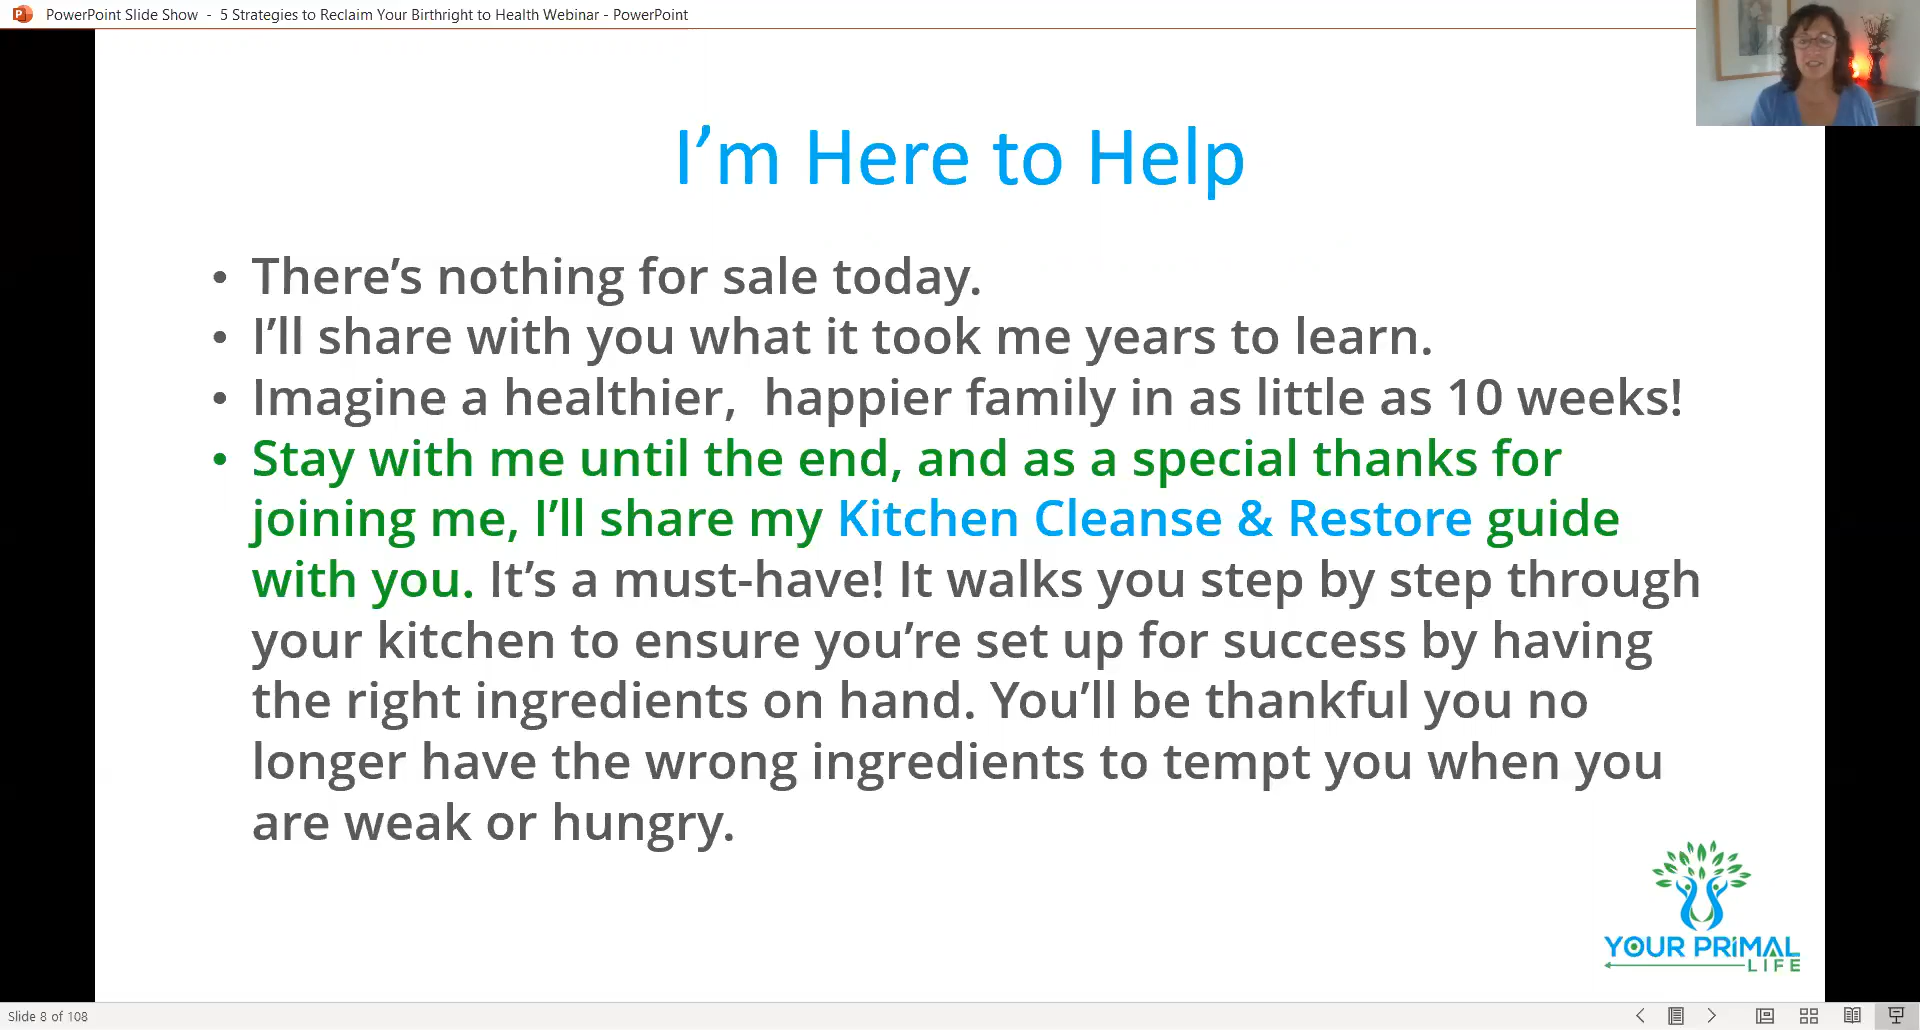 PowerPoint Slide Show - 5 Strategies to Reclaim Your Birthright to Health Webinar - PowerPoint
I’m Here to Help
• There’s nothing for sale today.
• I’ll share with you what it took me years to learn.
• Imagine a healthier,  happier family in as little as 10 weeks!
• Stay with me until the end, and as a special thanks for
joining me, I’ll share my Kitchen Cleanse & Restore guide
with you. It’s a must-have! It walks you step by step through
your kitchen to ensure you’re set up for success by having
the right ingredients on hand. You’ll be thankful you no
longer have the wrong ingredients to tempt you when you
are weak or hungry.
YOUR PRiMAL
LIFE
Slide 8 of 108